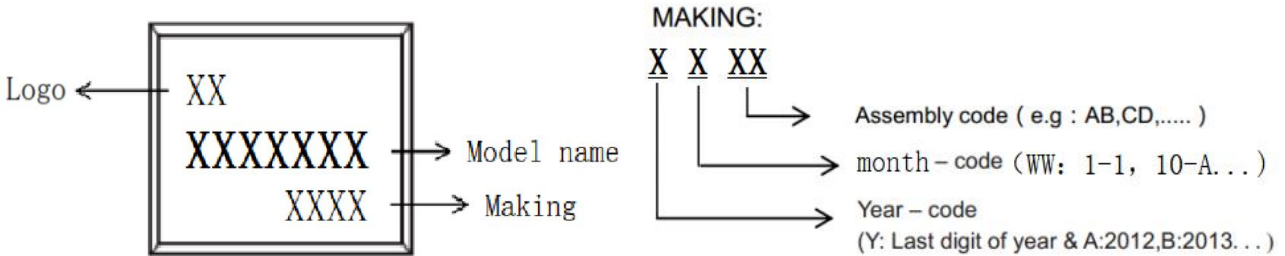 Logo
XX
XXXXXXX
Model name
XXXX
Making
MAKING:
X X XX
Assembly code ( e.g : AB,CD,..... )
month – code (WW: 1-1, 10-A...)
Year – code
(Y: Last digit of year & A:2012,B:2013...)